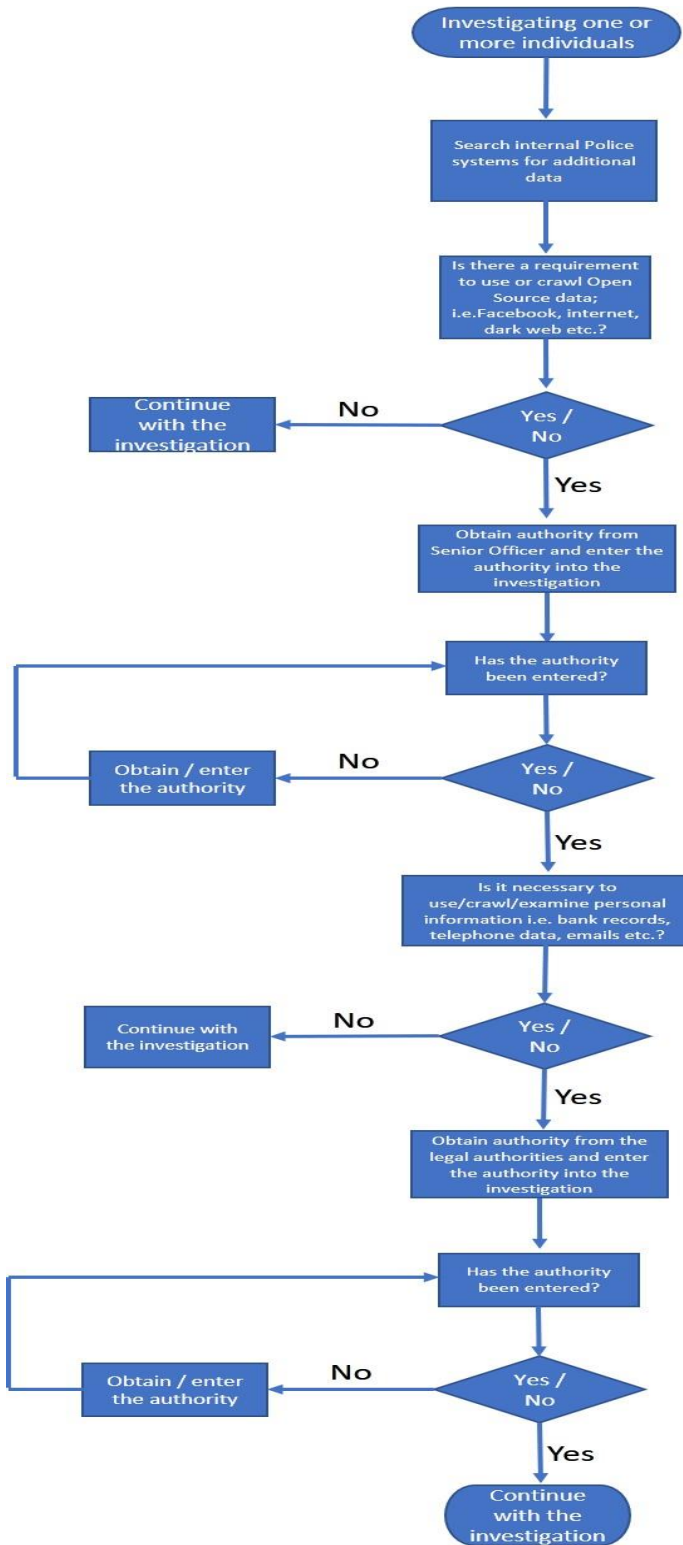 Investigating one or
more individuals
Search internal Police
systems for additional
data
Is there a requirement
to use or crawl Open
Source data;
i.e.Facebook, internet,
dark web etc.?
Yes /
No
No
Continue
with the
investigation
Yes
Obtain authority from
Senior Officer and enter the
authority into the
investigation
Has the authority
been entered?
Yes /
No
No
Obtain / enter
the authority
Yes
Is it necessary to
use/crawl/examine personal
information i.e. bank records,
telephone data, emails etc.?
Yes /
No
No
Continue with
the investigation
Yes
Obtain authority from the
legal authorities and enter
the authority into the
investigation
Has the authority
been entered?
Yes /
No
No
Obtain / enter
the authority
Yes
Continue
with the
investigation